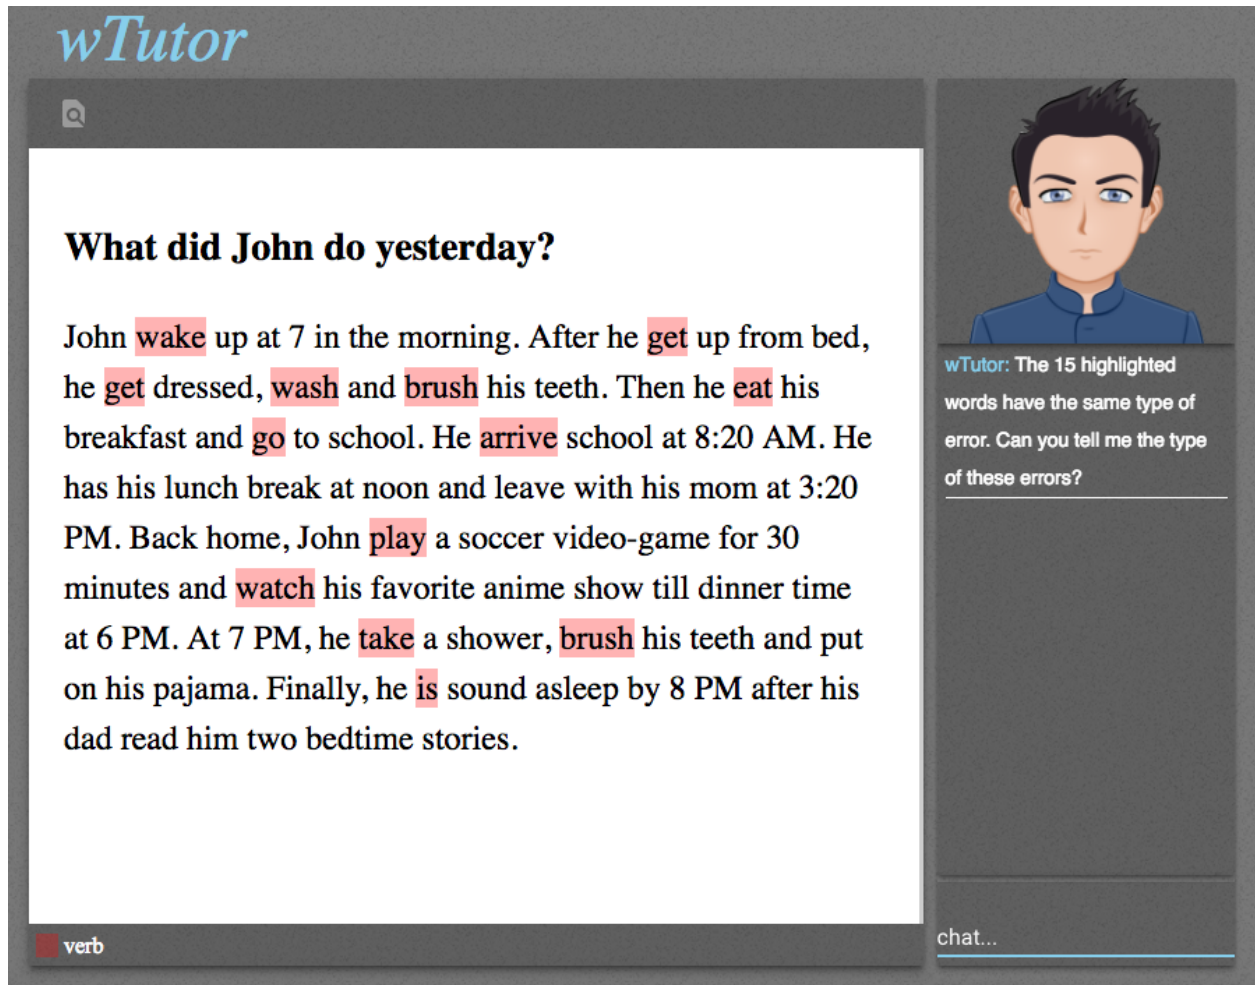 wTutor
What did John do yesterday?
John wake up at 7 in the morning. After he get up from bed,
he get dressed, wash and brush his teeth. Then he eat his
breakfast and go to school. He arrive school at 8:20 AM. He
has his lunch break at noon and leave with his mom at 3:20
PM. Back home, John play a soccer video-game for 30
minutes and watch his favorite anime show till dinner time
at 6 PM. At 7 PM, he take a shower, brush his teeth and put
on his pajama. Finally, he is sound asleep by 8 PM after his
dad read him two bedtime stories.
verb
wTutor: The 15 highlighted
words have the same type of
error. Can you tell me the type
of these errors?
chat...